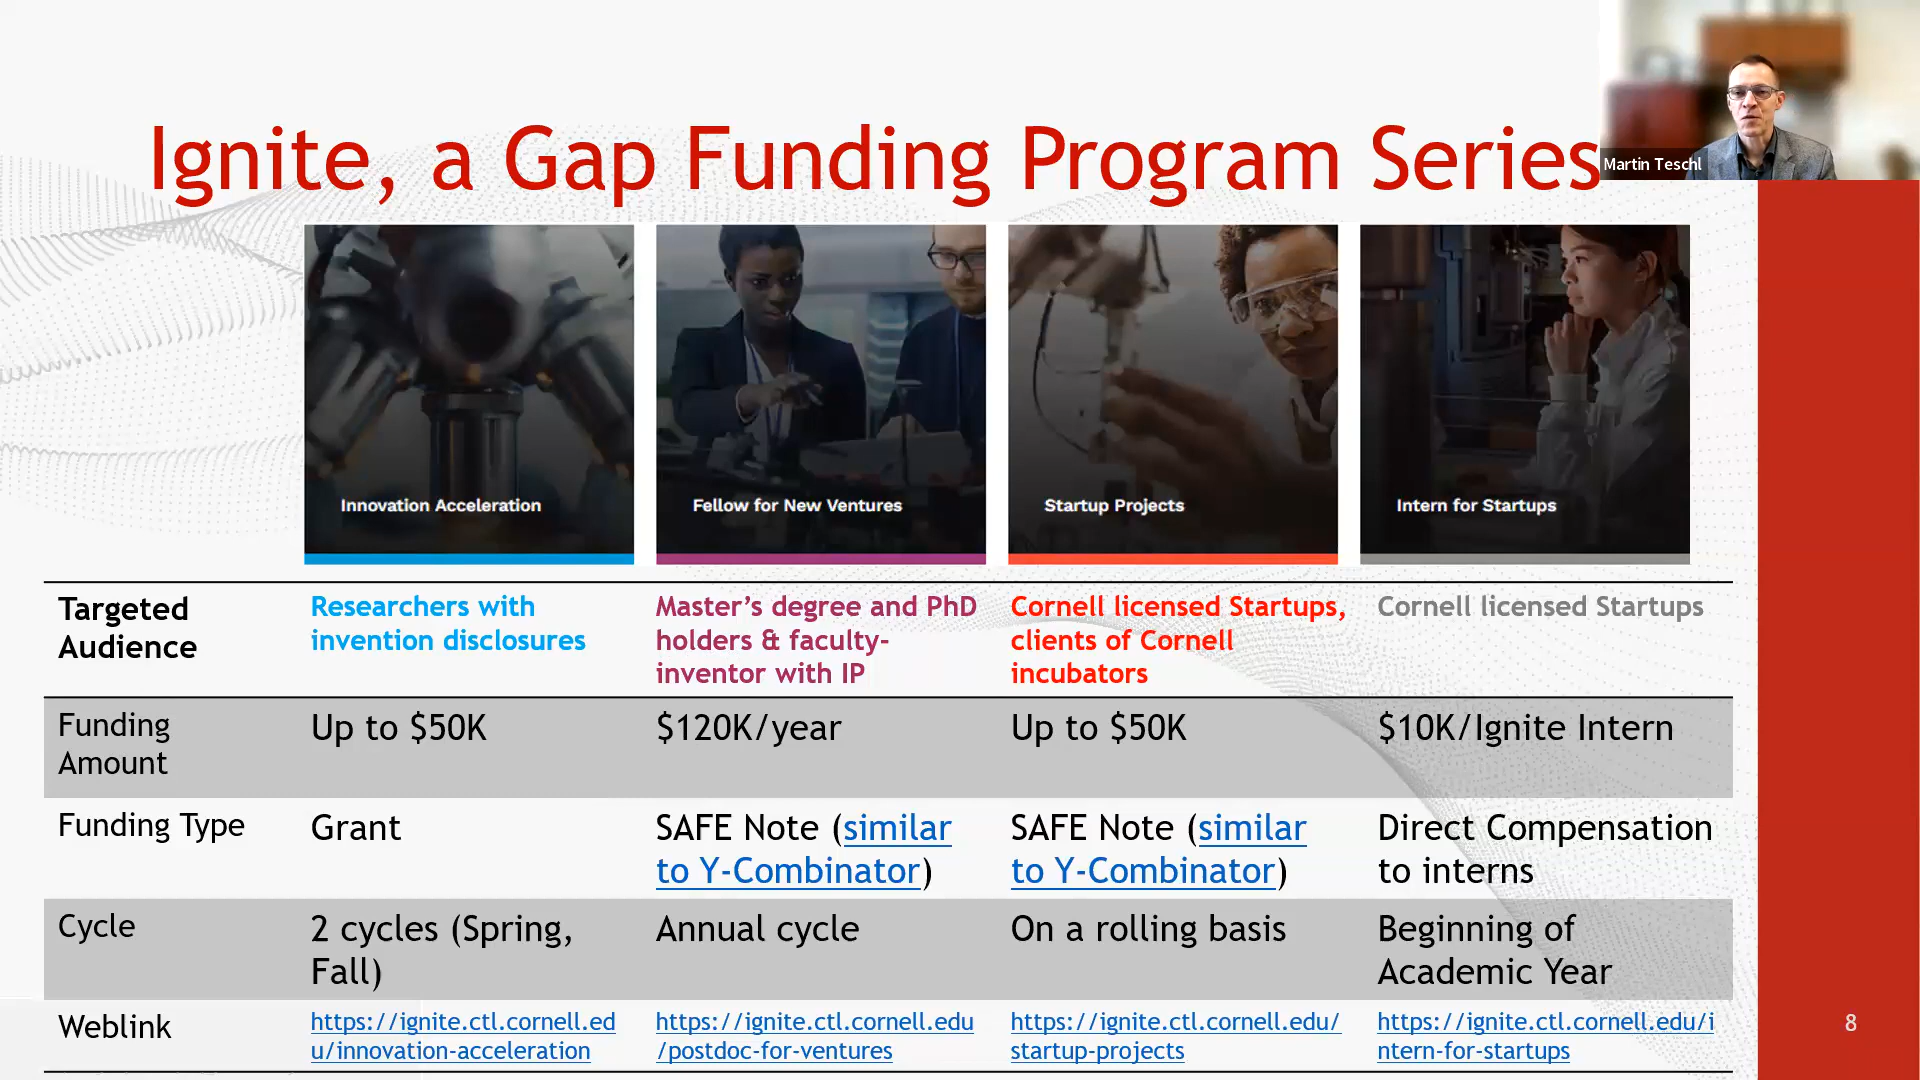 Ignite, a Gap Funding Program Series
Martin Teschl
Innovation Acceleration
Fellow for New Ventures
Startup Projects
Intern for Startups
Targeted
Audience
Researchers with
invention disclosures
Master’s degree and PhD
holders & faculty-
inventor with IP
Cornell licensed Startups,
clients of Cornell
incubators
Cornell licensed Startups
Funding
Amount
Up to $50K
$120K/year
Up to $50K
$10K/Ignite Intern
Funding Type
Grant
SAFE Note (similar
to Y-Combinator)
SAFE Note (similar
to Y-Combinator)
Direct Compensation
to interns
Cycle
2 cycles (Spring,
Fall)
Annual cycle
On a rolling basis
Beginning of
Academic Year
Weblink
https://ignite.ctl.cornell.ed
u/innovation-acceleration
https://ignite.ctl.cornell.edu
/postdoc-for-ventures
https://ignite.ctl.cornell.edu/
startup-projects
https://ignite.ctl.cornell.edu/i
ntern-for-startups
8